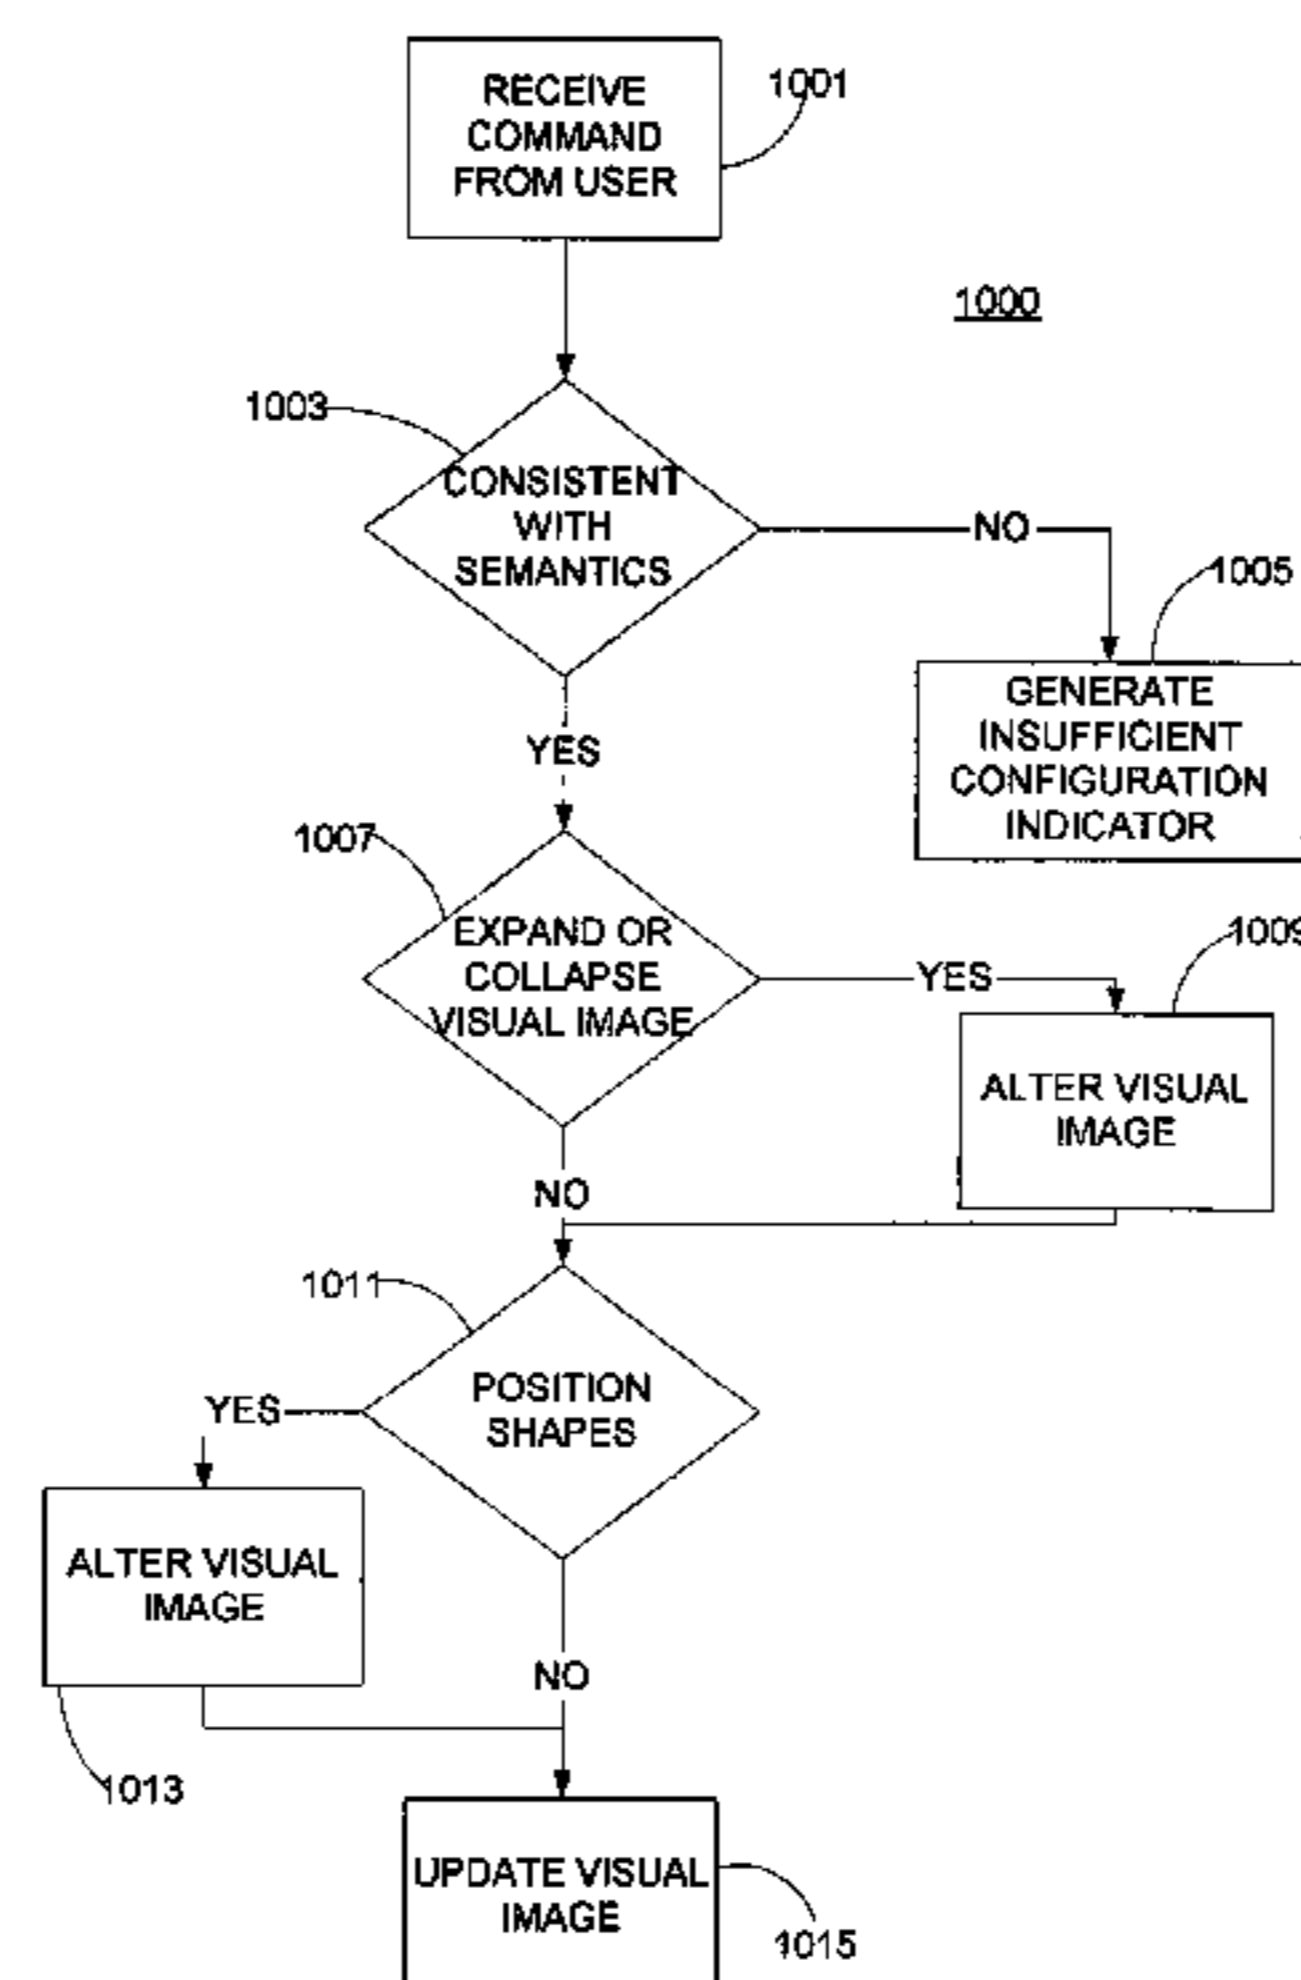 RECEIVE
COMMAND
FROM USER
1001
1000
1003
CONSISTENT
WITH
SEMANTICS
NO
1005
YES
GENERATE
INSUFFICIENT
CONFIGURATION
INDICATOR
1007
EXPAND OR
COLLAPSE
VISUAL IMAGE
YES
1009
ALTER VISUAL
IMAGE
NO
1011
POSITION
SHAPES
YES
ALTER VISUAL
IMAGE
NO
1013
UPDATE VISUAL
IMAGE
1015